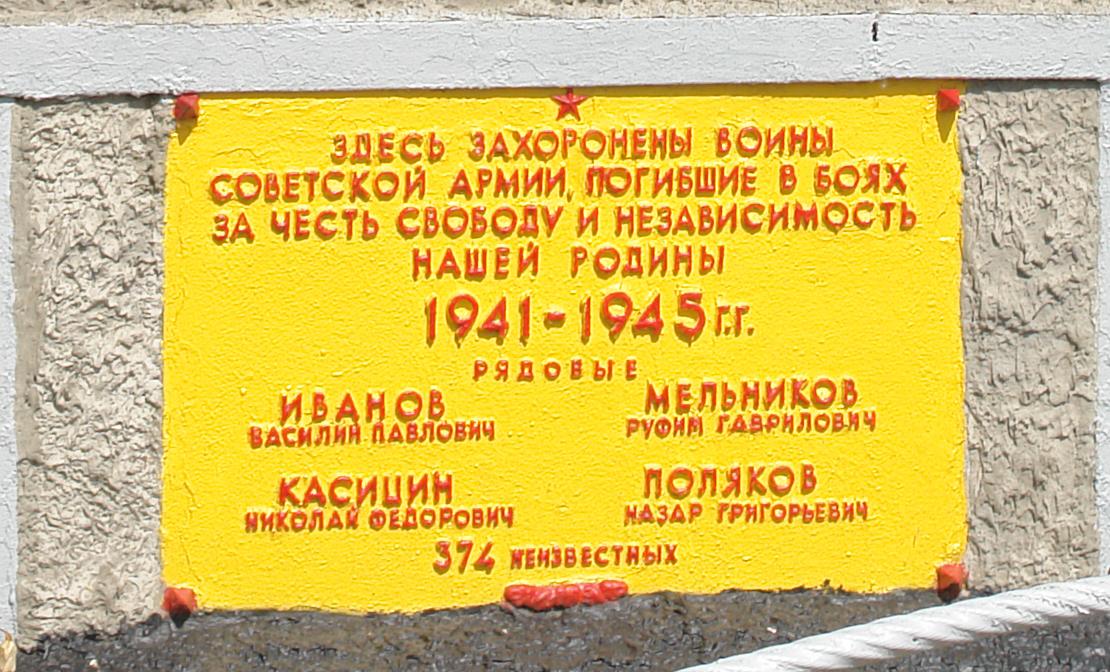 ЗДЕСЬ ЗАХОРОНЕНЫ ВОИНЫ
СОВЕТСКОЙ АРМИИ, ПОГИБШИЕ В БОЯХ
ЗА ЧЕСТЬ СВОБОДУ И НЕЗАВИСИМОСТЬ
НАШЕЙ РОДИНЫ
1941-1945 г.г.
РЯДОВЫЕ
ИВАНОВ
ВАСИЛИЙ ПАВЛОВИЧ
МЕЛЬНИКОВ
РУФИМ ГАВРИЛОВИЧ
КАСИЦИН
НИКОЛАЙ ФЕДОРОВИЧ
ПОЛЯКОВ
НАЗАР ГРИГОРЬЕВИЧ
374 НЕИЗВЕСТНЫХ